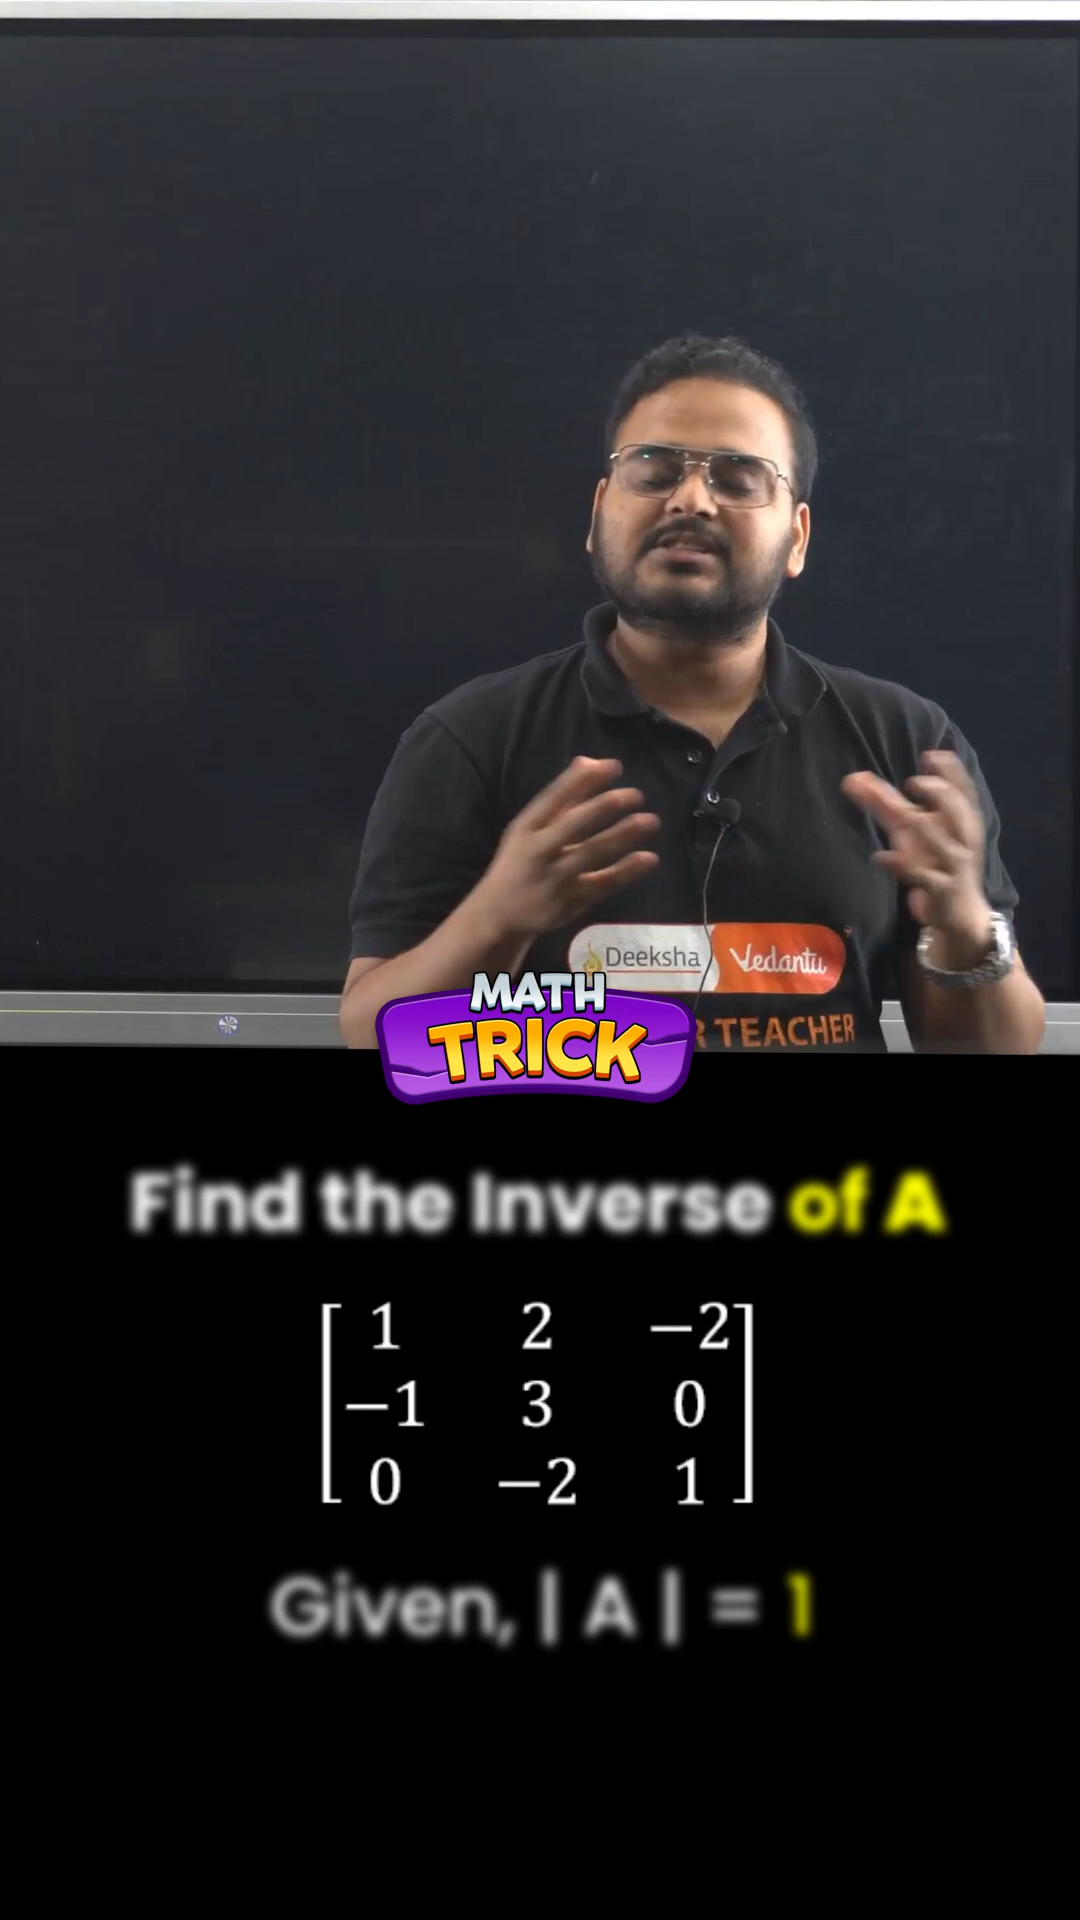 Deeksha Vedantu
R TEACHER
MATH
TRICK
Find the Inverse of A
1 2 −2
−1 3 0
0 −2 1
Given, | A | = 1